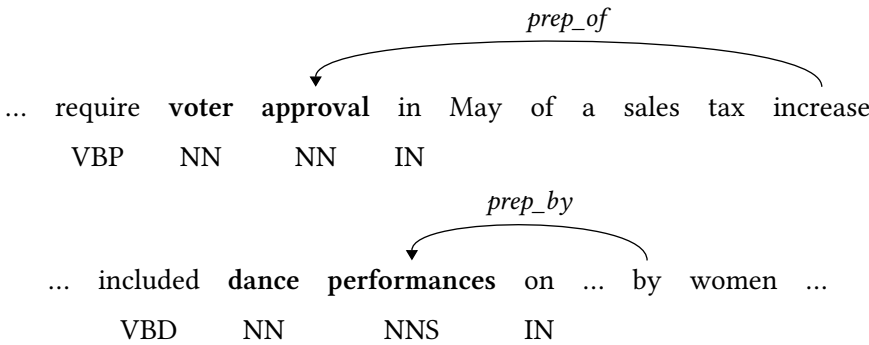 prep_of
... require voter approval in May of a sales tax increase
VBP NN NN IN
prep_by
... included dance performances on ... by women ...
VBD NN NNS IN